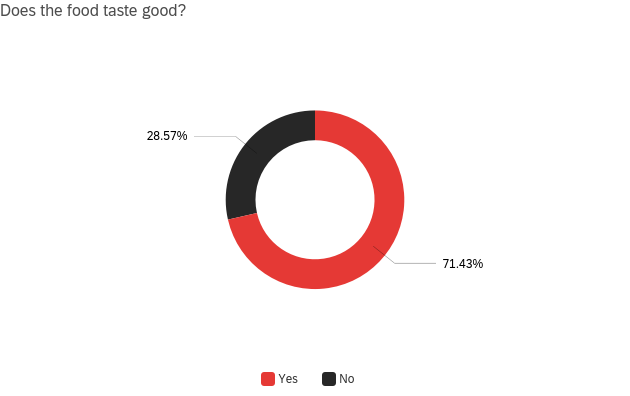 Does the food taste good?
28.57%
71.43%
Yes No